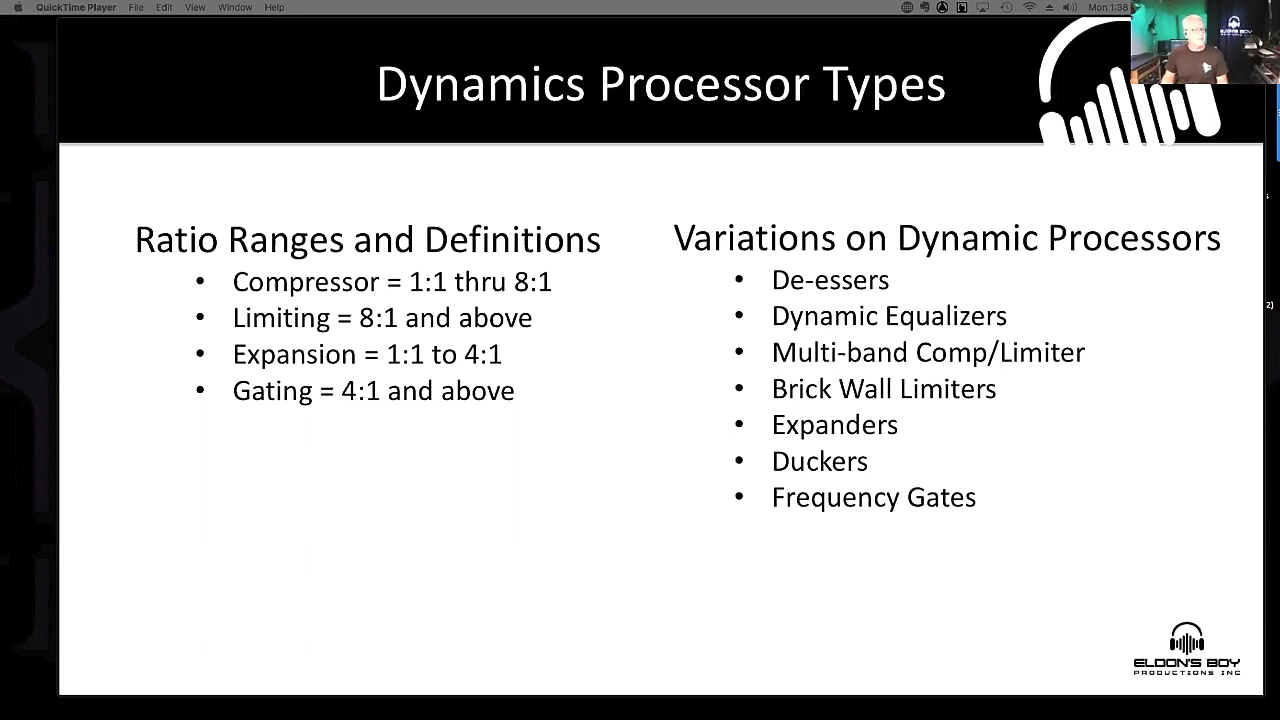 QuickTime Player File Edit View Window Help Mon 1:38
Dynamics Processor Types
Ratio Ranges and Definitions
• Compressor = 1:1 thru 8:1
• Limiting = 8:1 and above
• Expansion = 1:1 to 4:1
• Gating = 4:1 and above
Variations on Dynamic Processors
• De-essers
• Dynamic Equalizers
• Multi-band Comp/Limiter
• Brick Wall Limiters
• Expanders
• Duckers
• Frequency Gates
ELDON'S BOY
PRODUCTIONS INC